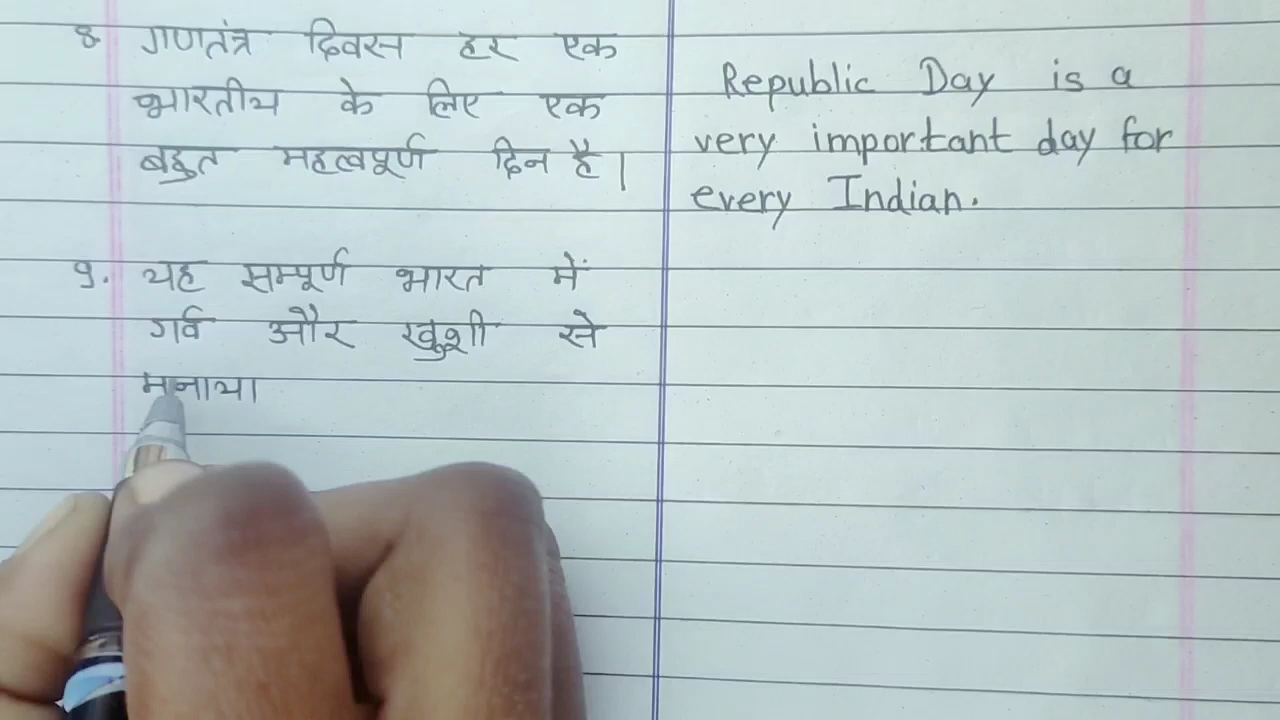 8 गणतंत्र दिवस हर एक
भारतीय के लिए एक
बहुत महत्वपूर्ण दिन है।
Republic Day is a
very important day for
every Indian.
9. यह सम्पूर्ण भारत में
गर्व और खुशी से
मनाया